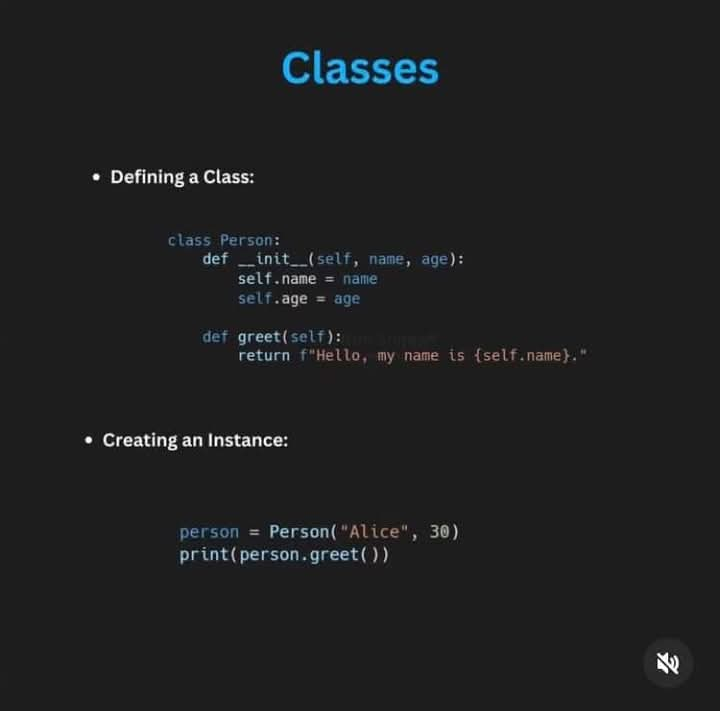 Classes
• Defining a Class:
class Person:
    def __init__(self, name, age):
        self.name = name
        self.age = age
    def greet(self):
        return f"Hello, my name is {self.name}."
• Creating an Instance:
person = Person("Alice", 30)
print(person.greet())